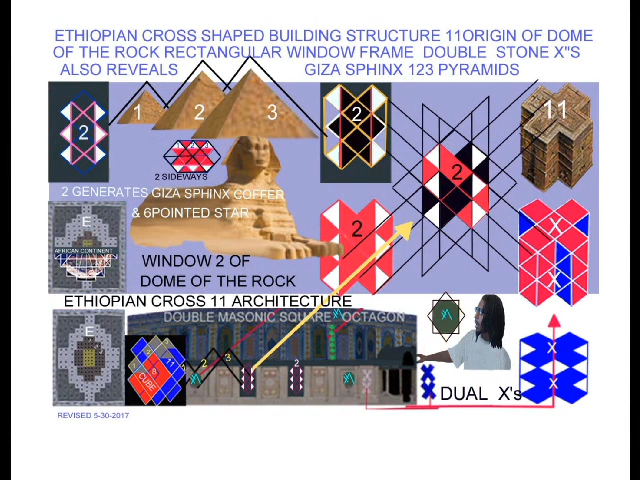 ETHIOPIAN CROSS SHAPED BUILDING STRUCTURE 11ORIGIN OF DOME
OF THE ROCK RECTANGULAR WINDOW FRAME DOUBLE STONE X"S
ALSO REVEALS GIZA SPHINX 123 PYRAMIDS
1 2 3
2
2
11
2
2 SIDEWAYS
2 GENERATES GIZA SPHINX COFFER
& 6POINTED STAR
E
AFRICAN CONTINENT
2
X
X
WINDOW 2 OF
DOME OF THE ROCK
ETHIOPIAN CROSS 11 ARCHITECTURE
DOUBLE MASONIC SQUARE OCTAGON
E
2 3
2
11
CUBE
X
X
DUAL X's
REVISED 5-30-2017